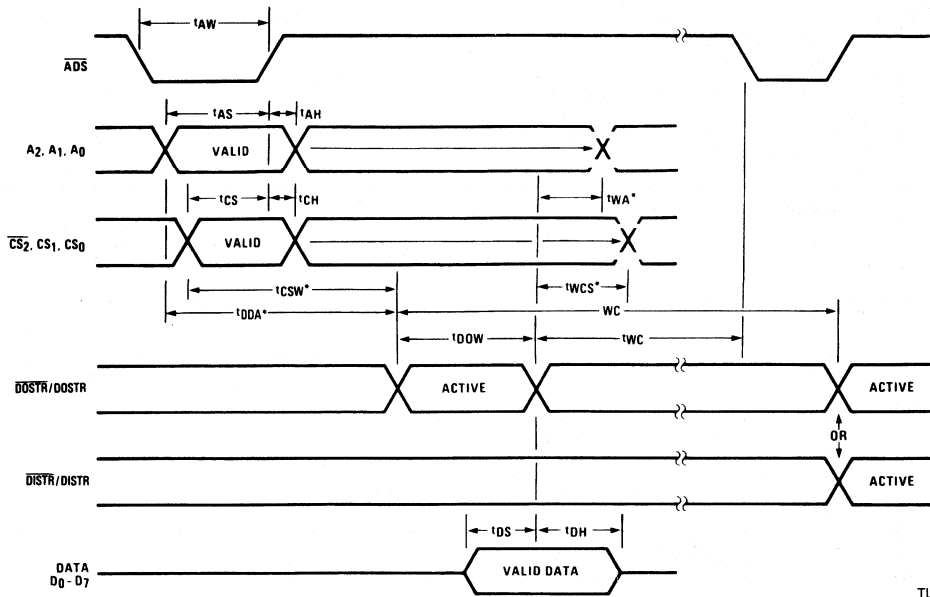 tAW
ADS
tAS
tAH
A2, A1, A0
VALID
tCS
tCH
tWA*
CS2, CS1, CS0
VALID
tCSW*
tWCS*
tDDA*
WC
tDOW
tWC
DOSTR/DOSTR
ACTIVE
ACTIVE
OR
DISTR/DISTR
ACTIVE
tDS
tDH
DATA
D0 - D7
VALID DATA
TL